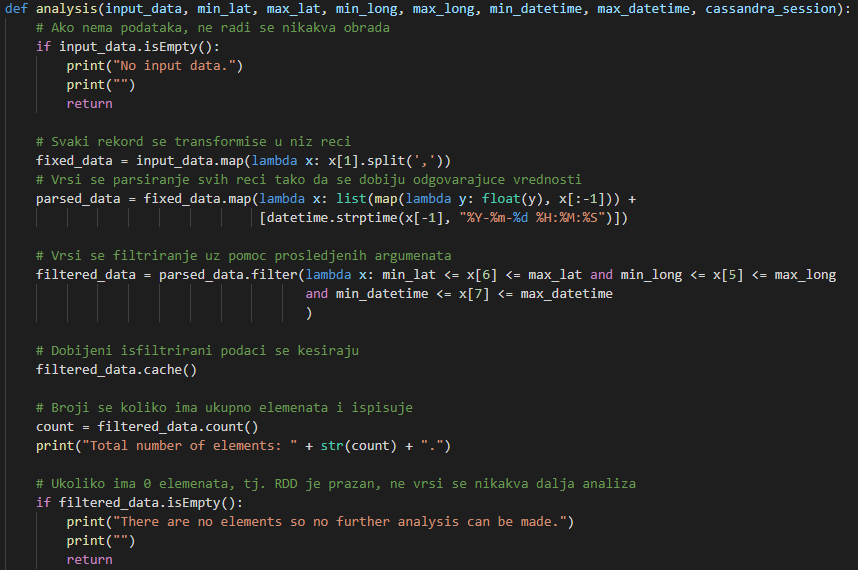 def analysis(input_data, min_lat, max_lat, min_long, max_long, min_datetime, max_datetime, cassandra_session):
    # Ako nema podataka, ne radi se nikakva obrada
    if input_data.isEmpty():
        print("No input data.")
        print("")
        return

    # Svaki rekord se transformise u niz reci
    fixed_data = input_data.map(lambda x: x[1].split(','))
    # Vrsi se parsiranje svih reci tako da se dobiju odgovarajuce vrednosti
    parsed_data = fixed_data.map(lambda x: list(map(lambda y: float(y), x[:-1])) +
                                 [datetime.strptime(x[-1], "%Y-%m-%d %H:%M:%S")])

    # Vrsi se filtriranje uz pomoc prosledjenih argumenata
    filtered_data = parsed_data.filter(lambda x: min_lat <= x[6] <= max_lat and min_long <= x[5] <= max_long
                                       and min_datetime <= x[7] <= max_datetime
                                       )

    # Dobijeni isfiltrirani podaci se kesiraju
    filtered_data.cache()

    # Broji se koliko ima ukupno elemenata i ispisuje
    count = filtered_data.count()
    print("Total number of elements: " + str(count) + ".")

    # Ukoliko ima 0 elemenata, tj. RDD je prazan, ne vrsi se nikakva dalja analiza
    if filtered_data.isEmpty():
        print("There are no elements so no further analysis can be made.")
        print("")
        return